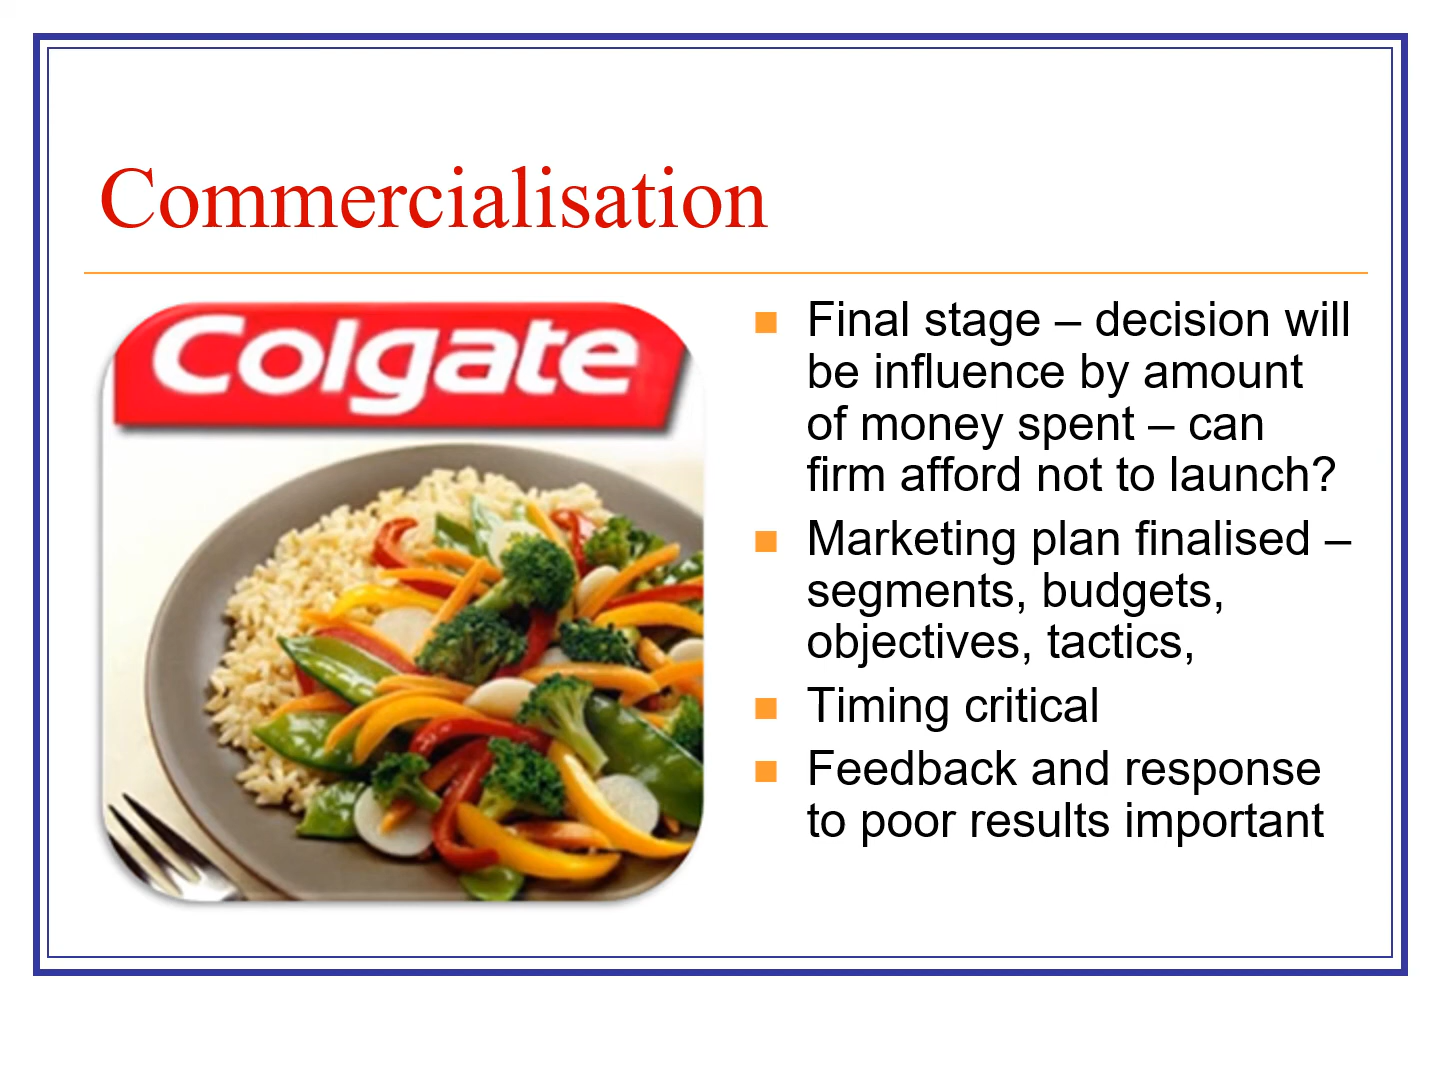 Commercialisation
Colgate
Final stage – decision will
be influence by amount
of money spent – can
firm afford not to launch?
Marketing plan finalised –
segments, budgets,
objectives, tactics,
Timing critical
Feedback and response
to poor results important